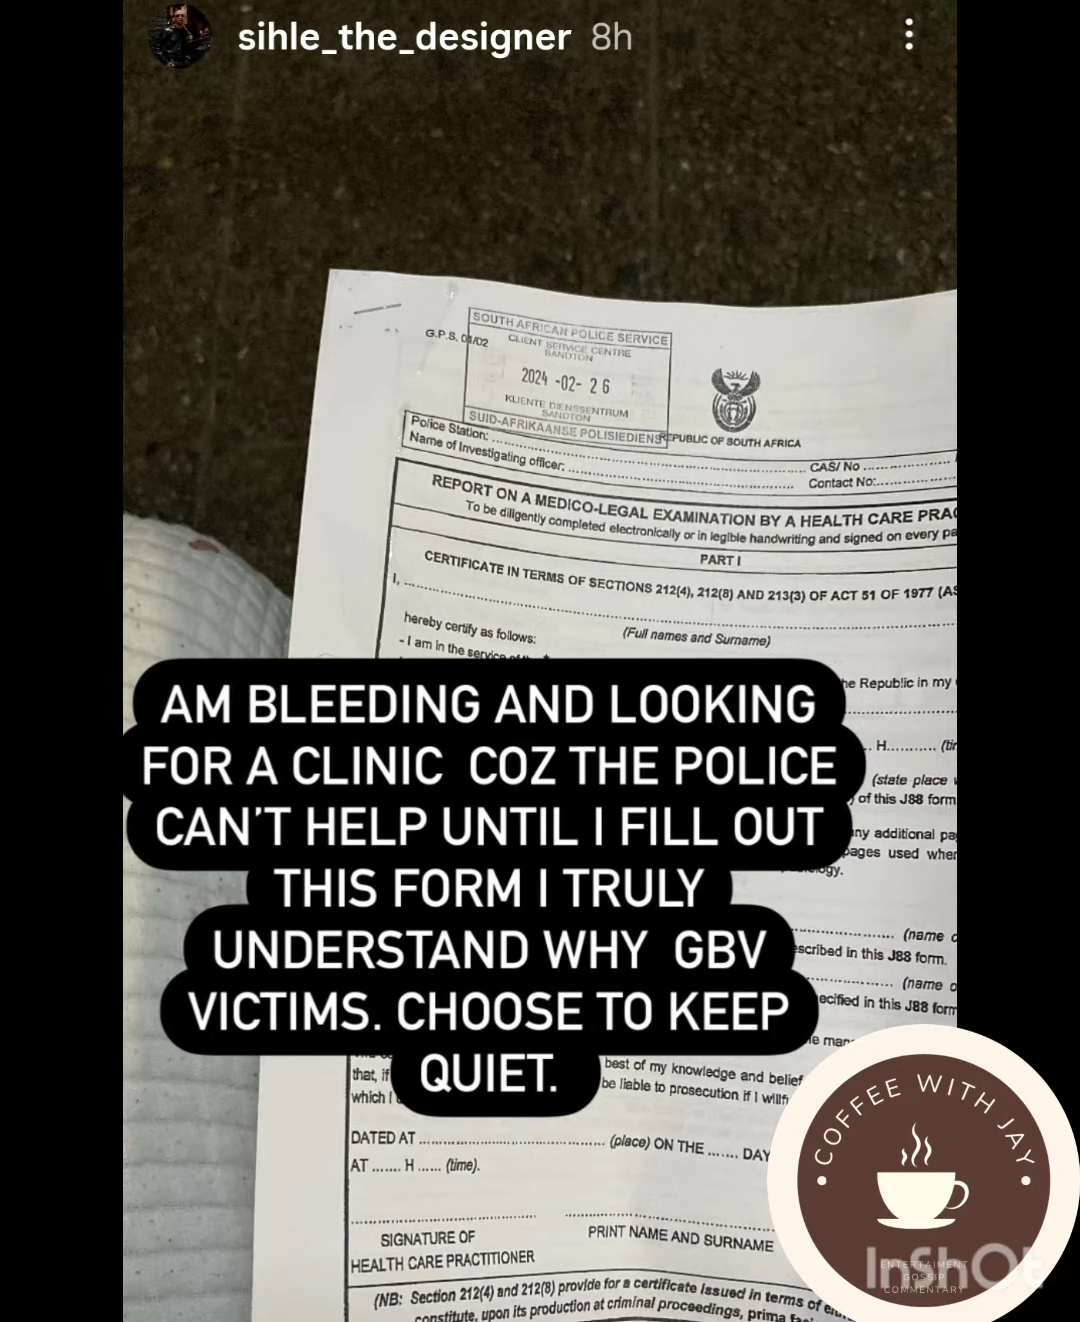 sihle_the_designer 8h
G.P.S. 01/02
SOUTH AFRICAN POLICE SERVICE
CLIENT SERVICE CENTRE
SANDTON
2024 -02- 26
KLIENTE DIENSSENTRUM
SANDTON
SUID-AFRIKAANSE POLISIEDIENS
REPUBLIC OF SOUTH AFRICA
Police Station: ........ CAS/ No ........
Name of Investigating officer: ........ Contact No:........
REPORT ON A MEDICO-LEGAL EXAMINATION BY A HEALTH CARE
To be diligently completed electronically or in legible handwriting and signed on every
PART I
CERTIFICATE IN TERMS OF SECTIONS 212(4), 212(8) AND 213(3) OF ACT 51 OF 1977
I, ........
(Full names and Surname)
hereby certify as follows:
- I am in the service
Republic in my
H.......... 
(state place
of this J88 form
any additional
pages used
AM BLEEDING AND LOOKING
FOR A CLINIC COZ THE POLICE
CAN'T HELP UNTIL I FILL OUT
THIS FORM I TRULY
UNDERSTAND WHY GBV
VICTIMS. CHOOSE TO KEEP
QUIET.
(name
in this J88 form.
(name
in this J88 form
best of my knowledge and belief
that, if
be liable to prosecution if I
which I
DATED AT ........ (place) ON THE ....... DAY
AT ....... H ...... (time).
SIGNATURE OF
HEALTH CARE PRACTITIONER
PRINT NAME AND SURNAME
(NB: Section 212(4) and 212(8) provide for a certificate issued in terms of
constitute, upon its production at criminal proceedings, prima
COFFEE WITH JAY
InShOt
ENTERTAIMENT
GOSSIP
COMMENTARY